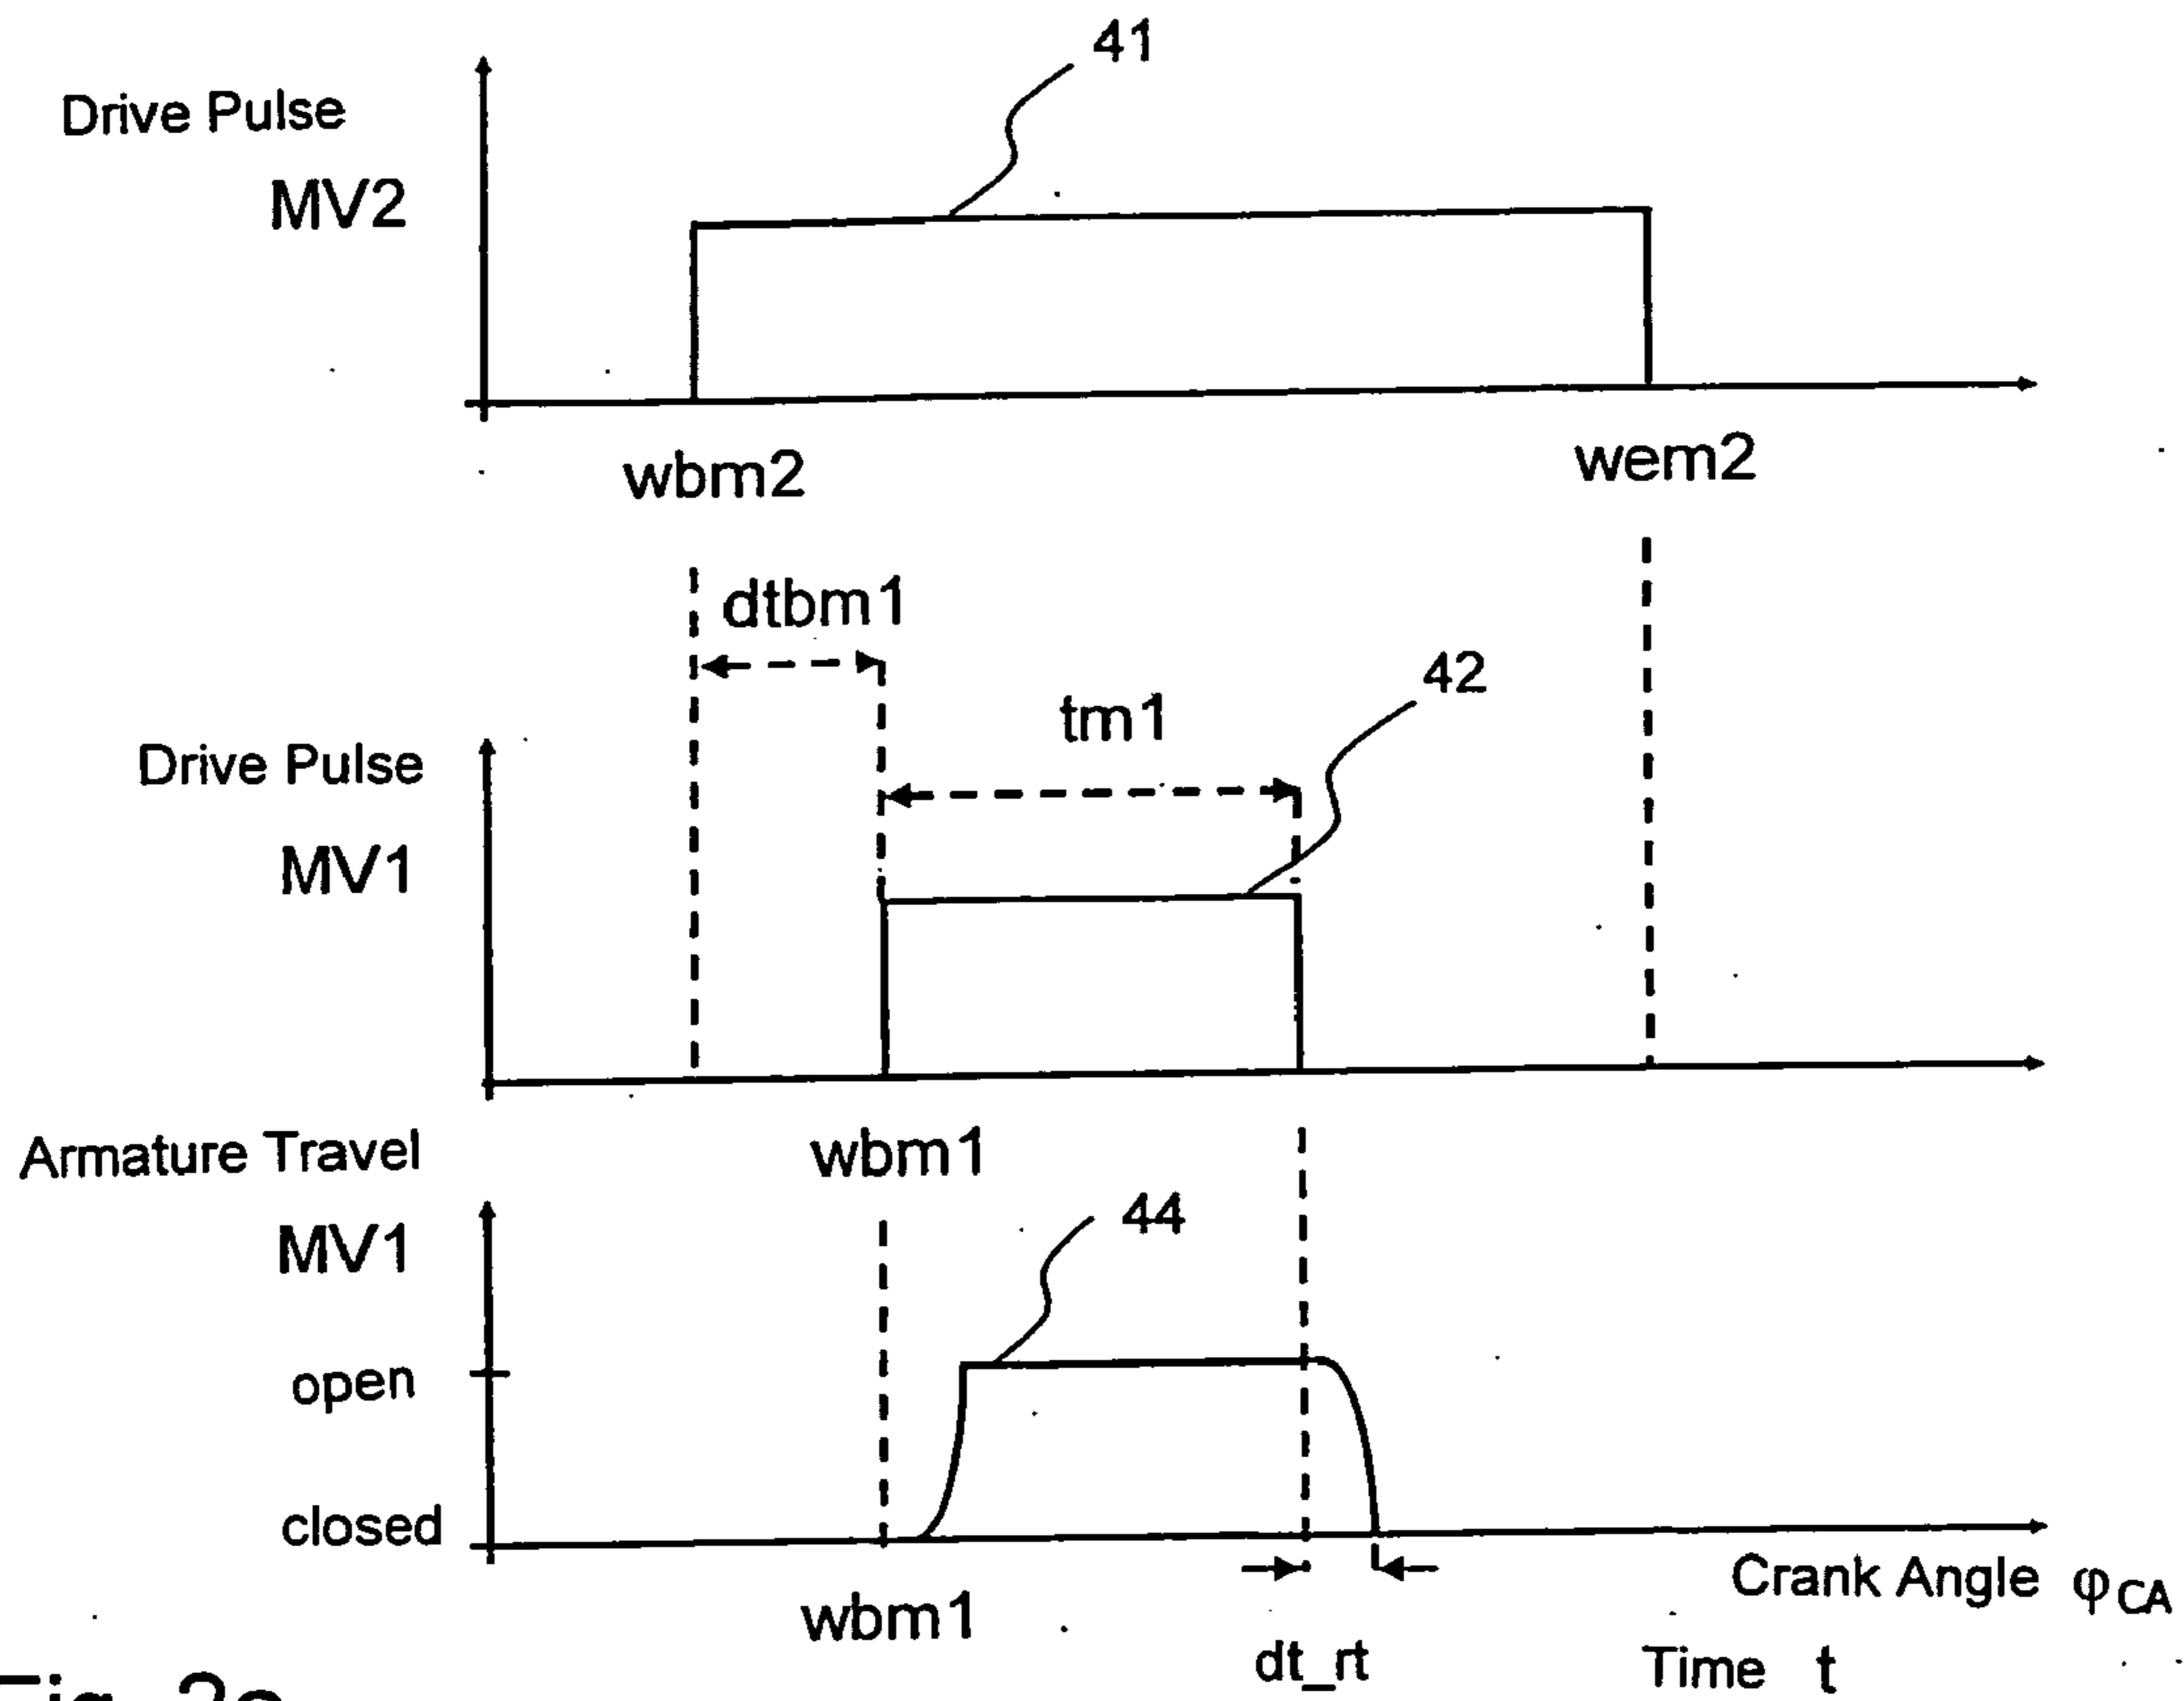 41
Drive Pulse
MV2
wbm2
wem2
dtbm1
tm1
42
Drive Pulse
MV1
wbm1
Armature Travel
MV1
44
open
closed
wbm1
dt_rt
Crank Angle φCA
Time t